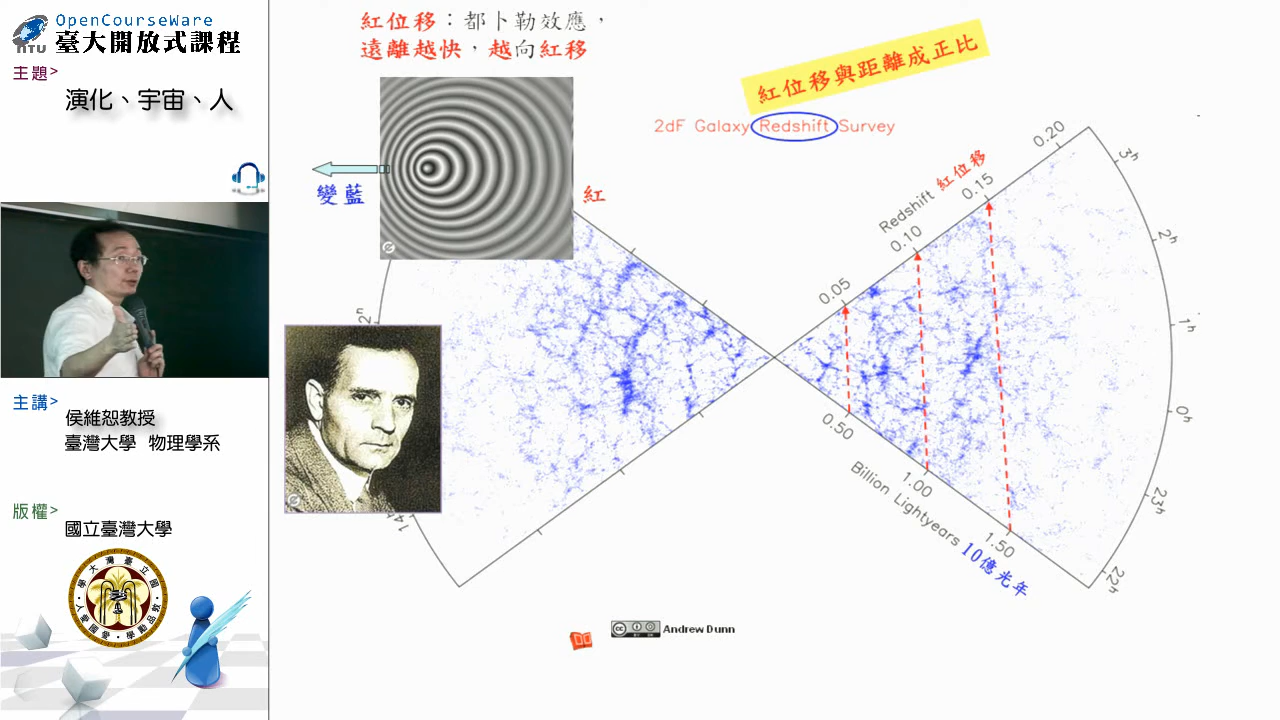 OpenCourseWare
NTU
臺大開放式課程
主題>
演化、宇宙、人
主講>
侯維恕教授
臺灣大學 物理學系
版權>
國立臺灣大學
紅位移：都卜勒效應，
遠離越快，越向紅移
變藍
紅
紅位移與距離成正比
2dF Galaxy Redshift Survey
Redshift 紅位移
0.05
0.10
0.15
0.20
3h
2h
1h
0h
23h
22h
0.50
1.00
1.50
Billion Lightyears 10億光年
14h
cc
BY
Andrew Dunn